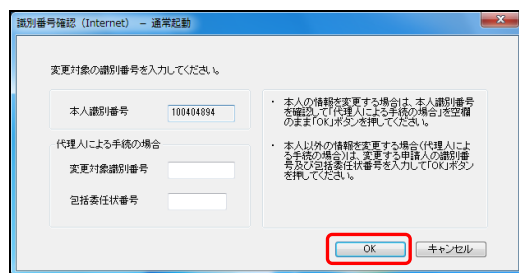 識別番号確認（Internet） － 通常起動
変更対象の識別番号を入力してください。
本人識別番号
100404894
代理人による手続の場合
変更対象識別番号
包括委任状番号
・ 本人の情報を変更する場合は、本人識別番号
を確認して「代理人による手続の場合」を空欄
のまま「OK」ボタンを押してください。
・ 本人以外の情報を変更する場合（代理人によ
る手続の場合）は、変更する申請人の識別番
号及び包括委任状番号を入力して「OK」ボタン
を押してください。
OK
キャンセル